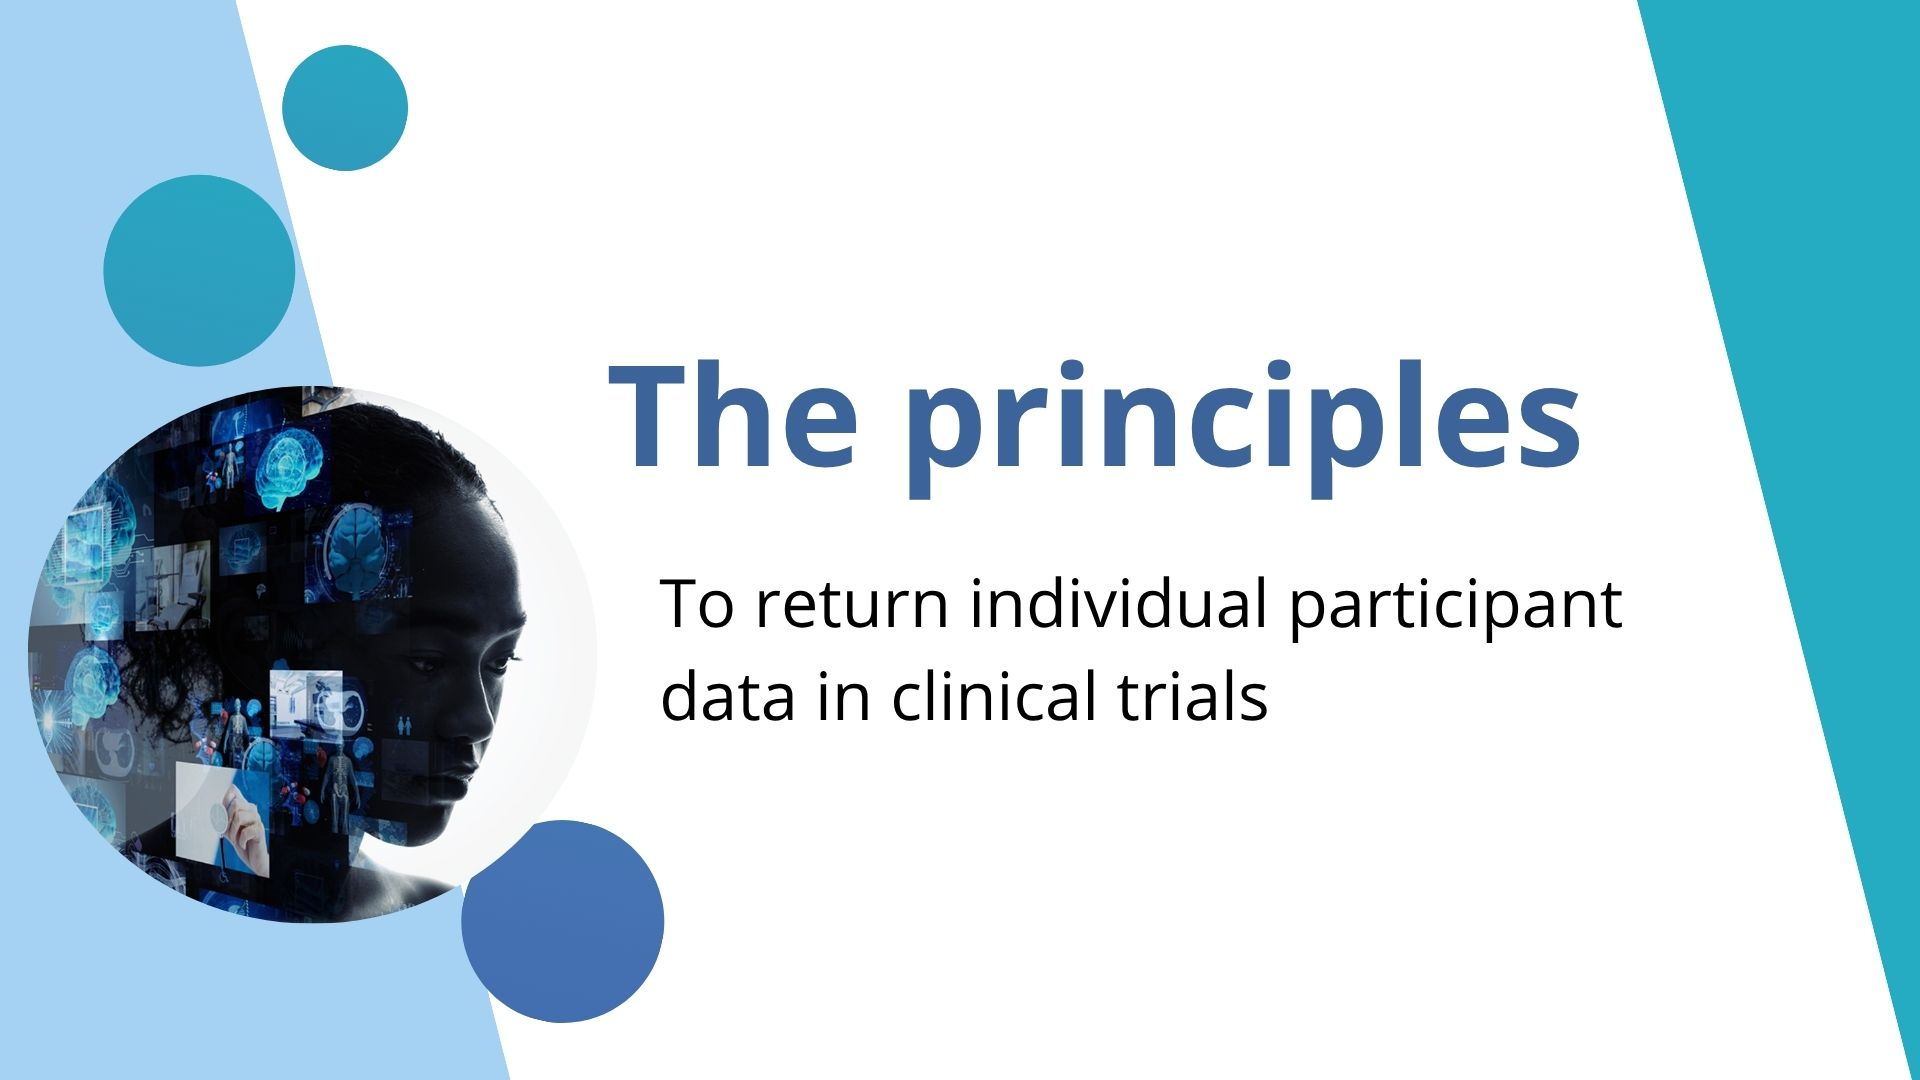 The principles
To return individual participant
data in clinical trials